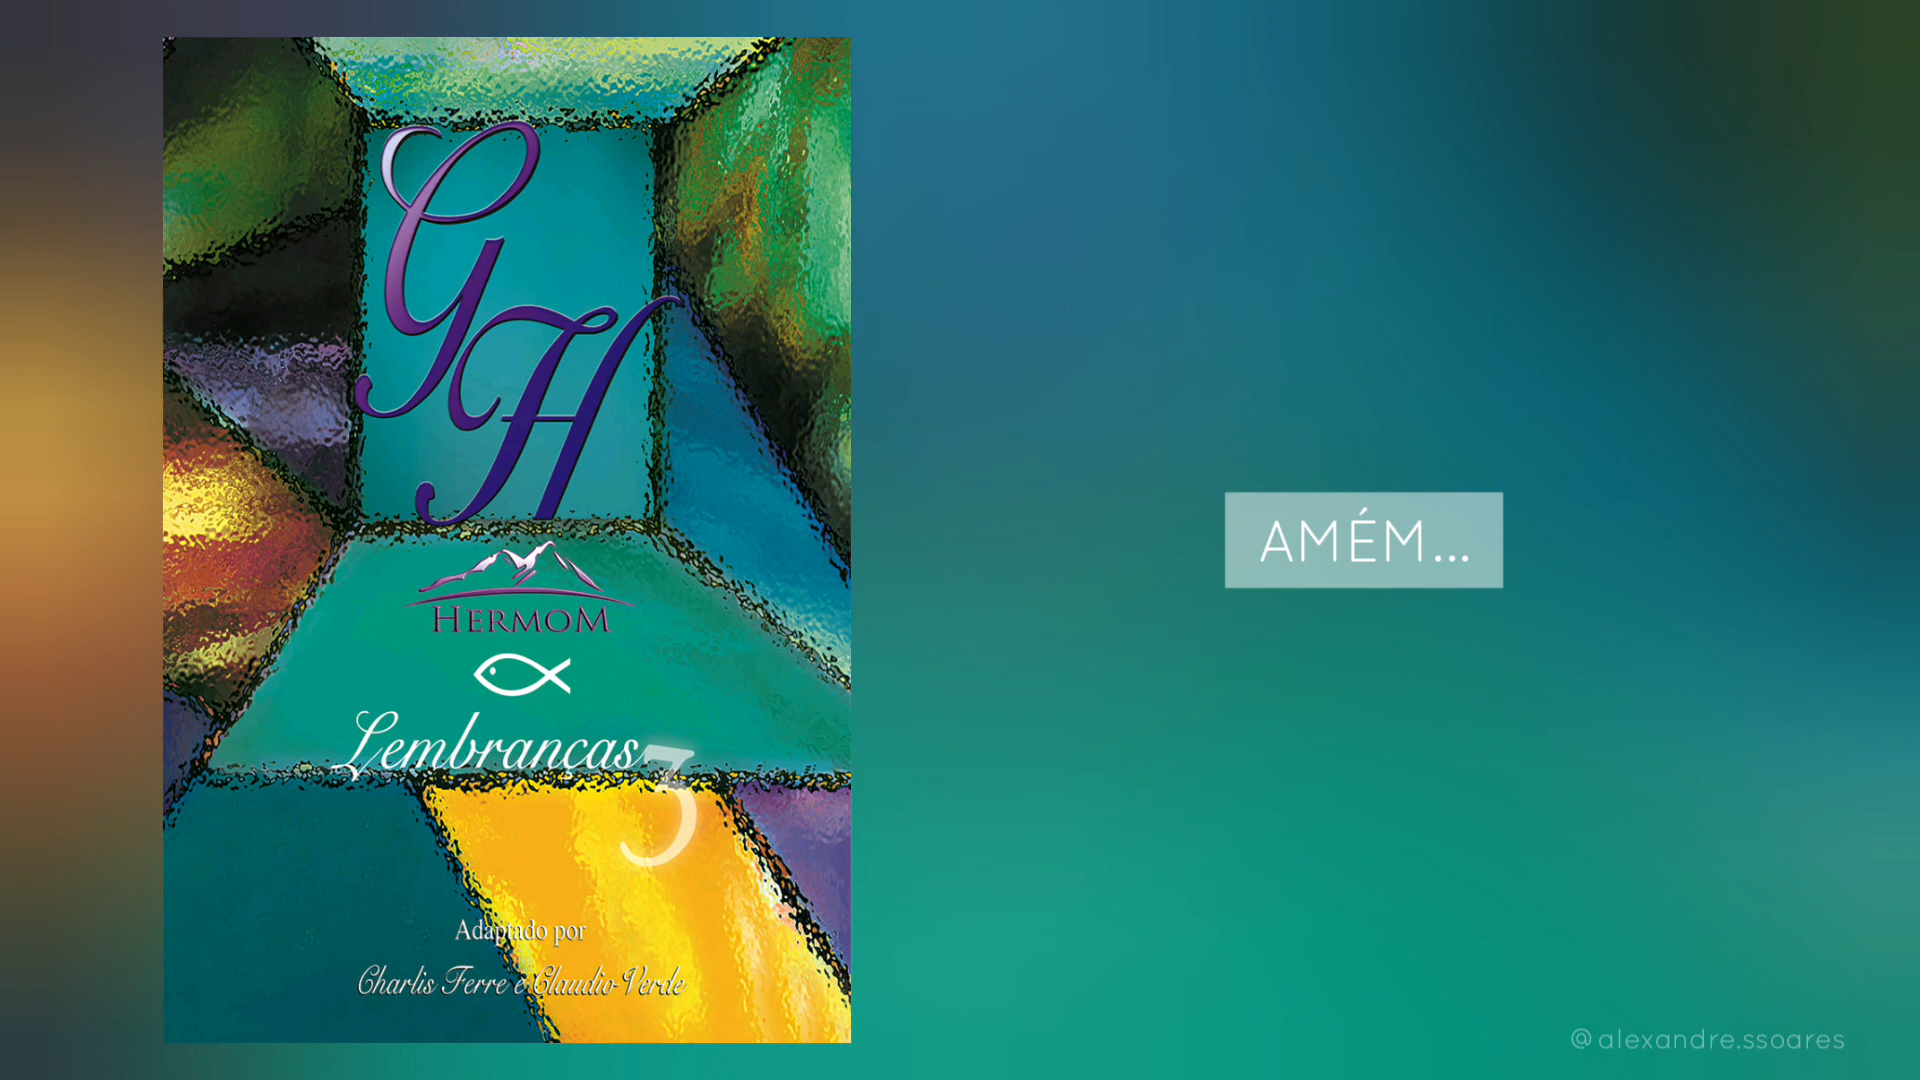 GH
HERMOM
Lembranças
3
Adaptado por
Charlis Ferre e Claudio Verde
AMÉM...
@alexandre.ssoares